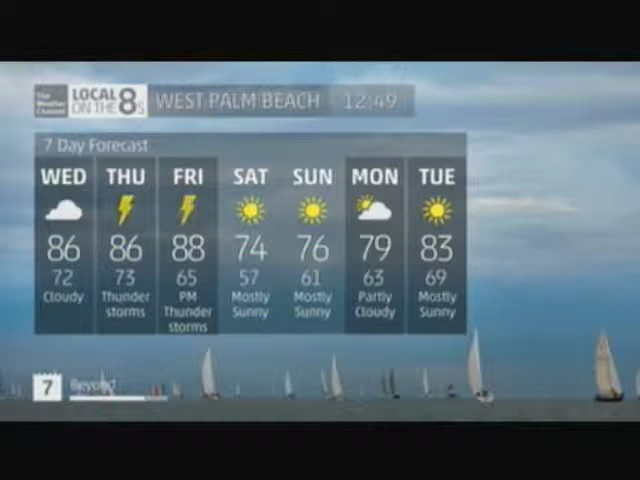 The Weather Channel
LOCAL ON THE 8s
WEST PALM BEACH 12:49
7 Day Forecast
WED THU FRI SAT SUN MON TUE
86 86 88 74 76 79 83
72 73 65 57 61 63 69
Cloudy Thunder storms PM Thunder storms Mostly Sunny Mostly Sunny Partly Cloudy Mostly Sunny
7 Beyond